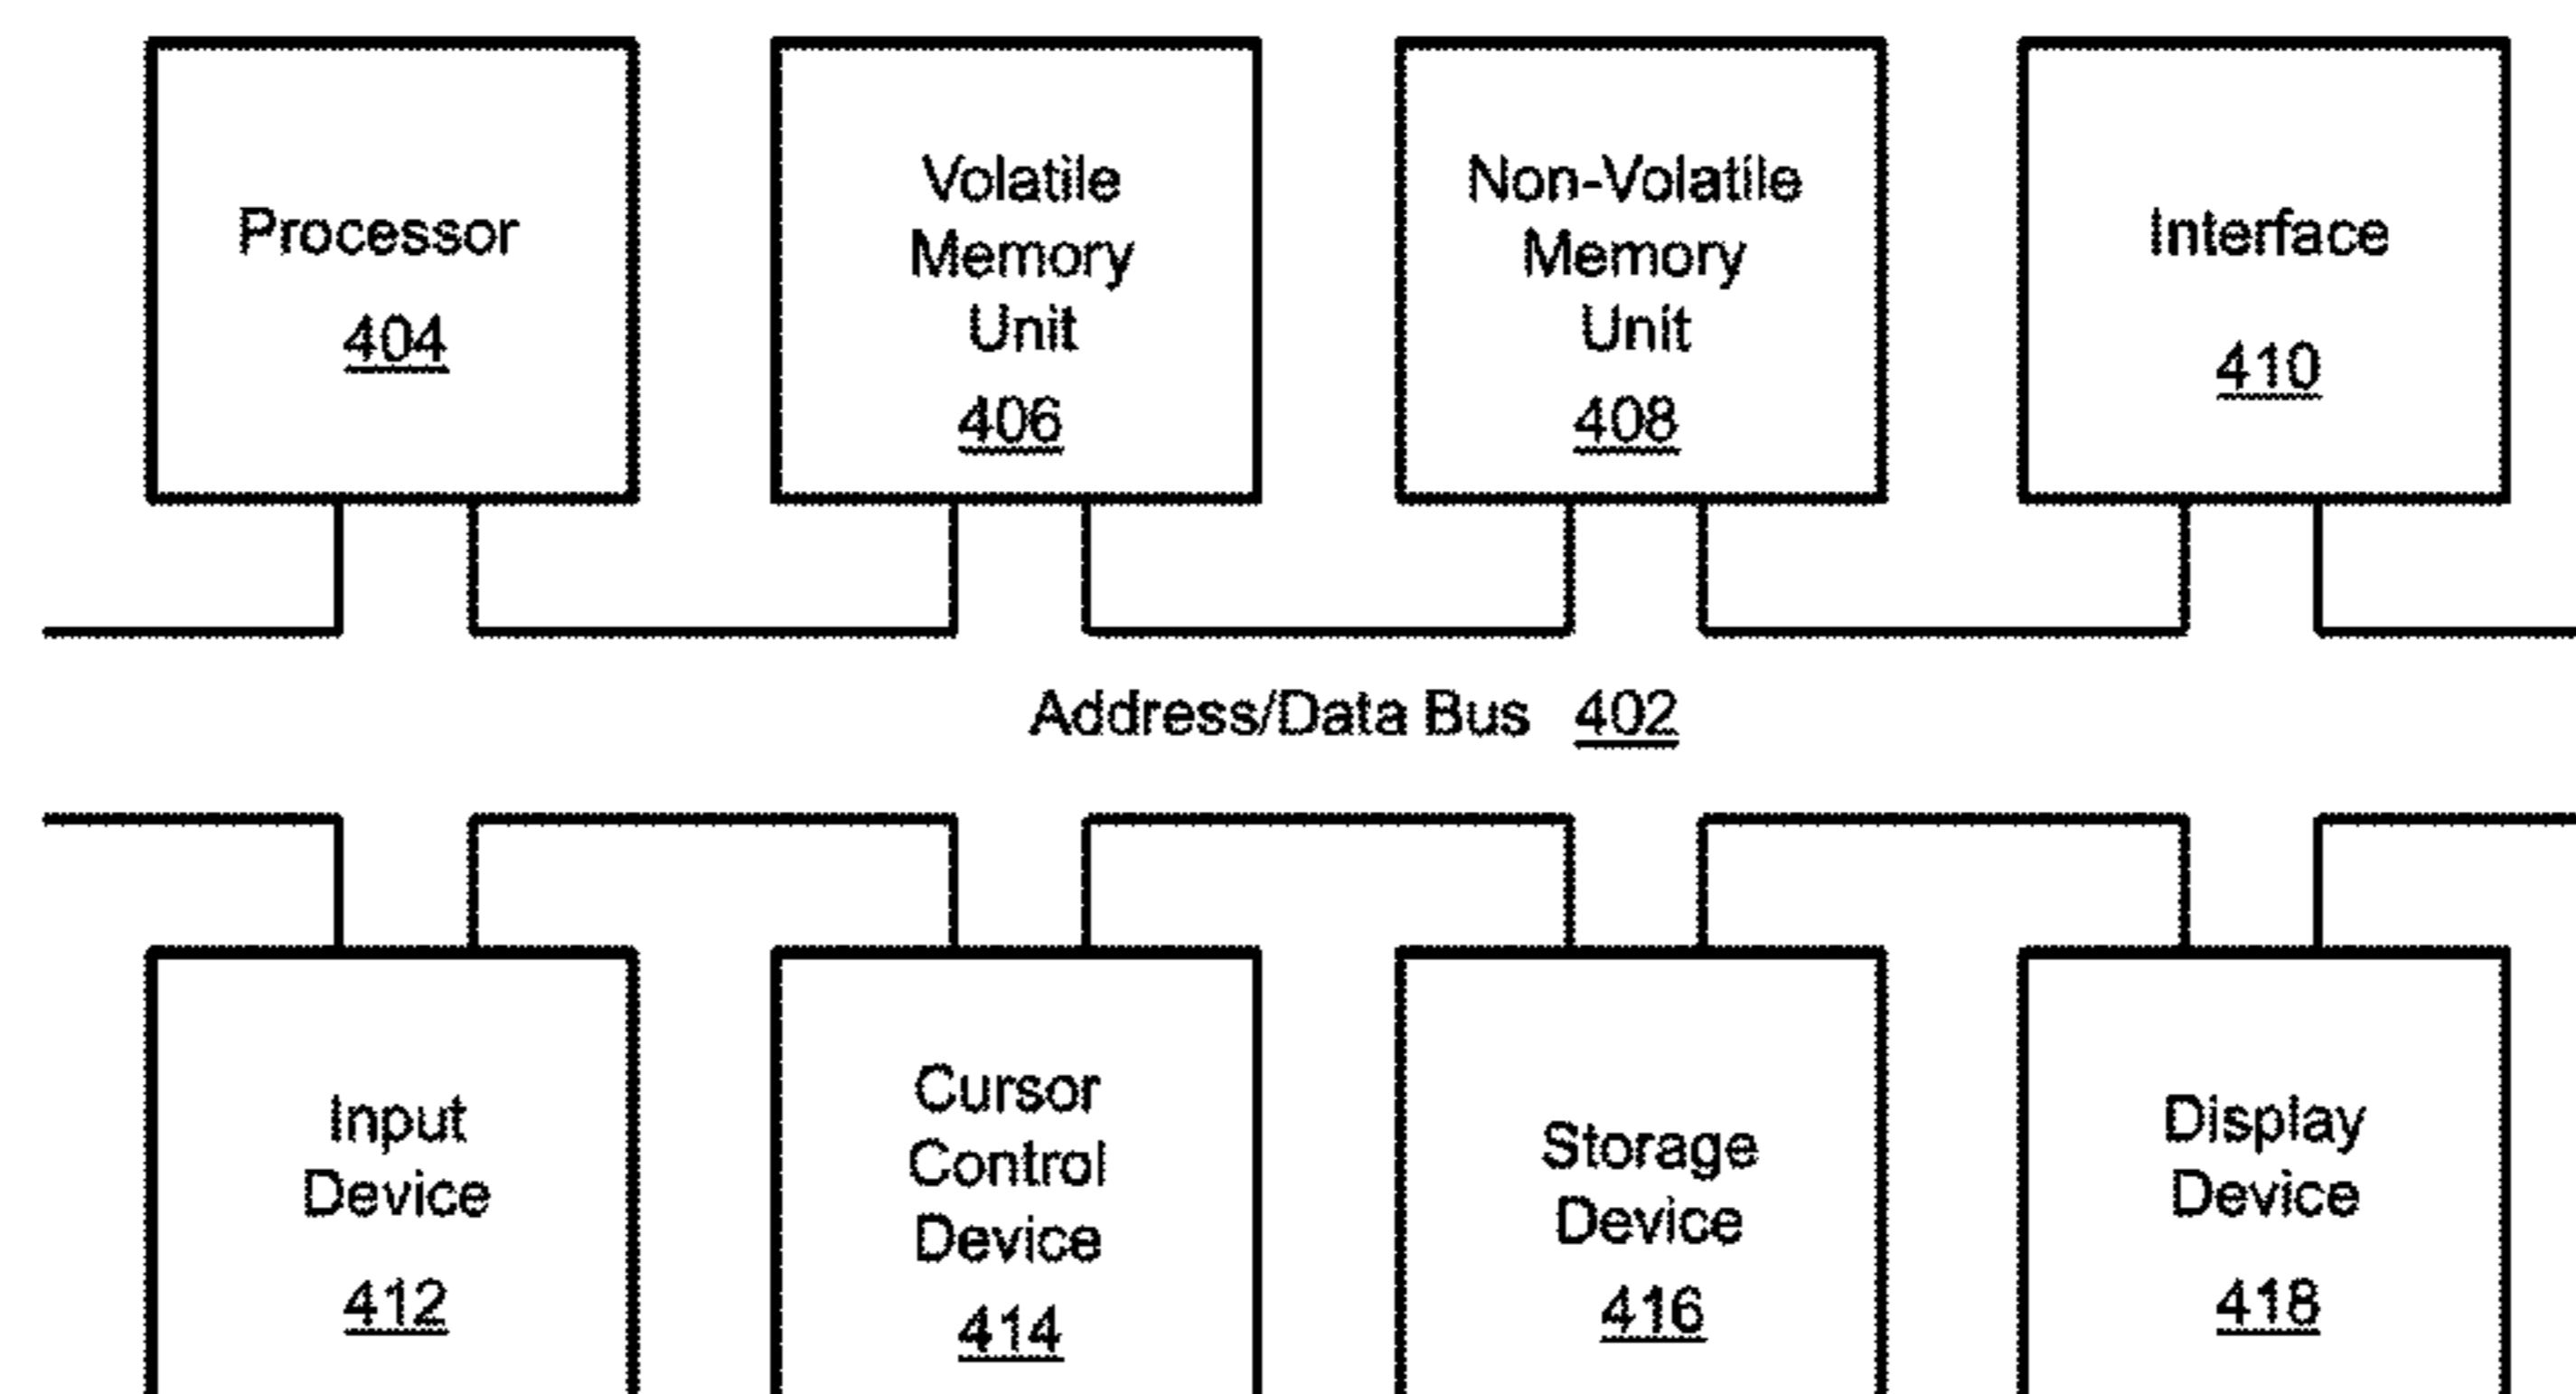 Processor
404
Volatile
Memory
Unit
406
Non-Volatile
Memory
Unit
408
Interface
410
Address/Data Bus 402
Input
Device
412
Cursor
Control
Device
414
Storage
Device
416
Display
Device
418